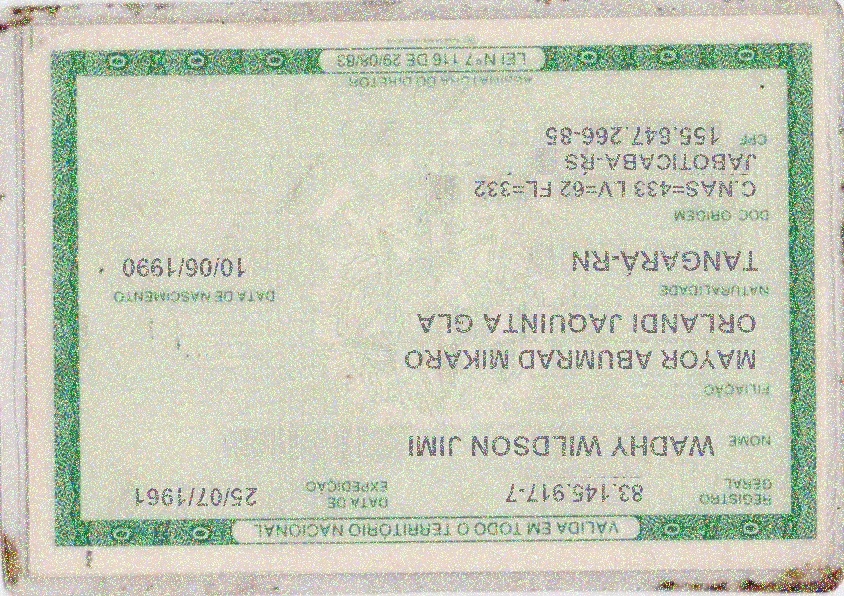 VALIDA EM TODO O TERRITÓRIO NACIONAL
REGISTRO GERAL 83.145.917-7 DATA DE EXPEDIÇÃO 25/07/1961
NOME WADHY WILDSON JIMI
FILIAÇÃO
MAYOR ABUMRAD MIKARO
ORLANDI JAQUINTA GLA
NATURALIDADE DATA DE NASCIMENTO
TANGARÁ-RN 10/06/1990
DOC ORIGEM
C.NAS=433 LV=62 FL=332
JABOTICABA-RS
CPF 155.647.266-85
ASSINATURA DO DIRETOR
LEI Nº 7.116 DE 29/08/83